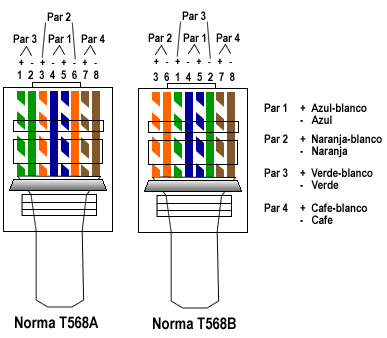 Par 2
Par 3 Par 1 Par 4
+ - + - + - + -
1 2 3 4 5 6 7 8
Norma T568A
Par 3
Par 2 Par 1 Par 4
+ - + - + - + -
3 6 1 4 5 2 7 8
Norma T568B
Par 1 + Azul-blanco
- Azul
Par 2 + Naranja-blanco
- Naranja
Par 3 + Verde-blanco
- Verde
Par 4 + Cafe-blanco
- Cafe